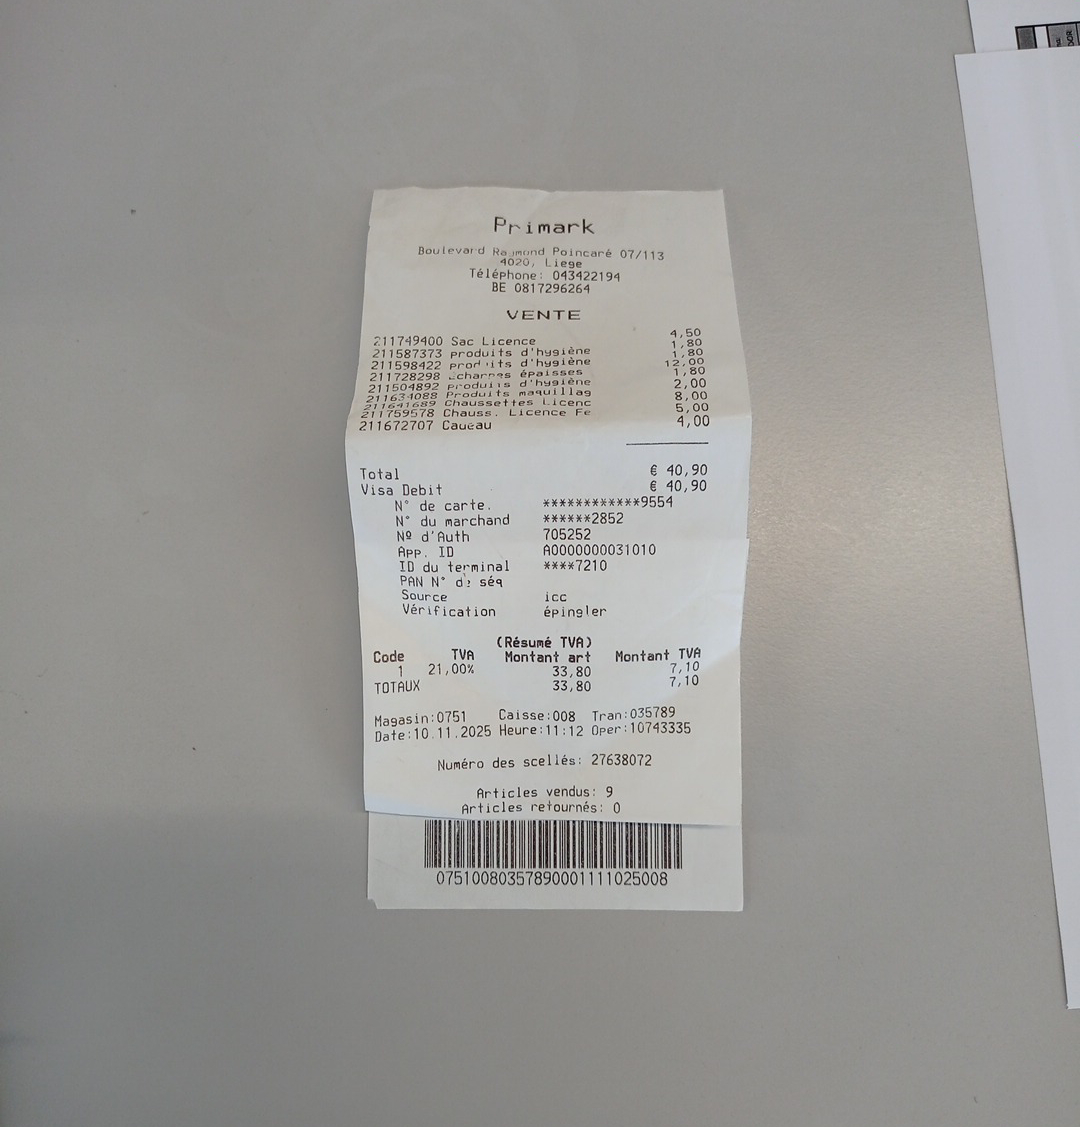 Primark
Boulevard Raymond Poincaré 07/113
4020, Liege
Téléphone: 043422194
BE 0817296264
VENTE
211749400 Sac Licence 4,50
211587373 produits d'hygiène 1,80
211598422 produits d'hygiène 1,80
211728298 Echarpes épaisses 12,00
211504892 produits d'hygiène 1,80
211634088 Produits maquillag 2,00
211641689 Chaussettes Licenc 8,00
211759578 Chauss. Licence Fe 5,00
211672707 Cadeau 4,00
Total € 40,90
Visa Debit € 40,90
N° de carte. ************9554
N° du marchand ******2852
Nº d'Auth 705252
App. ID A0000000031010
ID du terminal ****7210
PAN N° de séq
Source icc
Vérification épingler
(Résumé TVA)
Code TVA Montant art Montant TVA
1 21,00% 33,80 7,10
TOTAUX 33,80 7,10
Magasin:0751 Caisse:008 Tran:035789
Date:10.11.2025 Heure:11:12 Oper:10743335
Numéro des scellés: 27638072
Articles vendus: 9
Articles retournés: 0
07510080357890001111025008